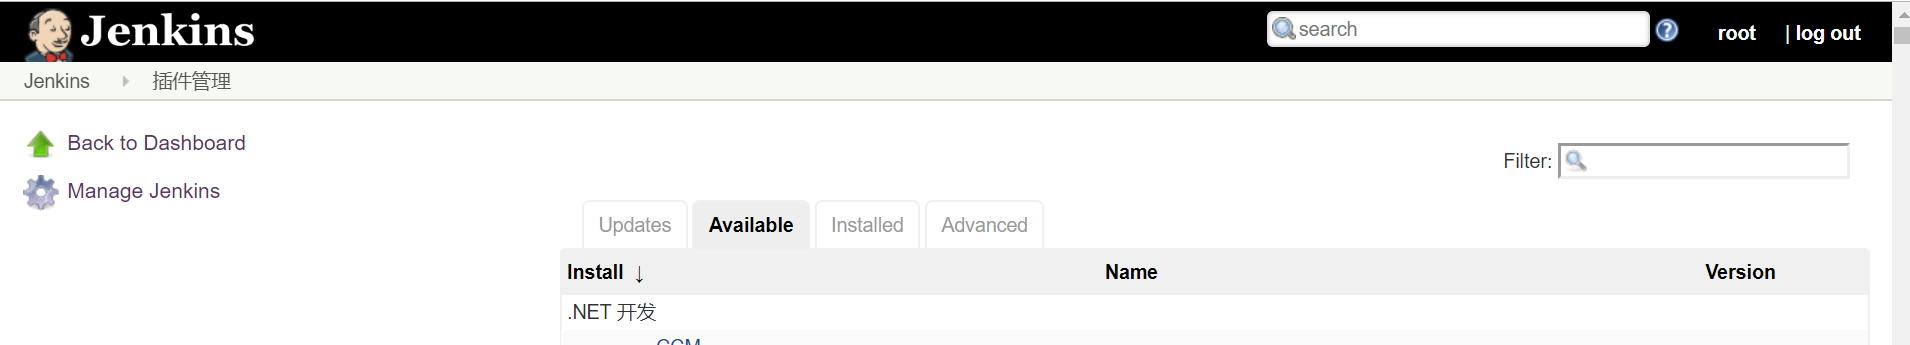 Jenkins
search
root | log out
Jenkins 插件管理
Back to Dashboard
Filter:
Manage Jenkins
Updates Available Installed Advanced
Install ↓ Name Version
.NET 开发
CCM